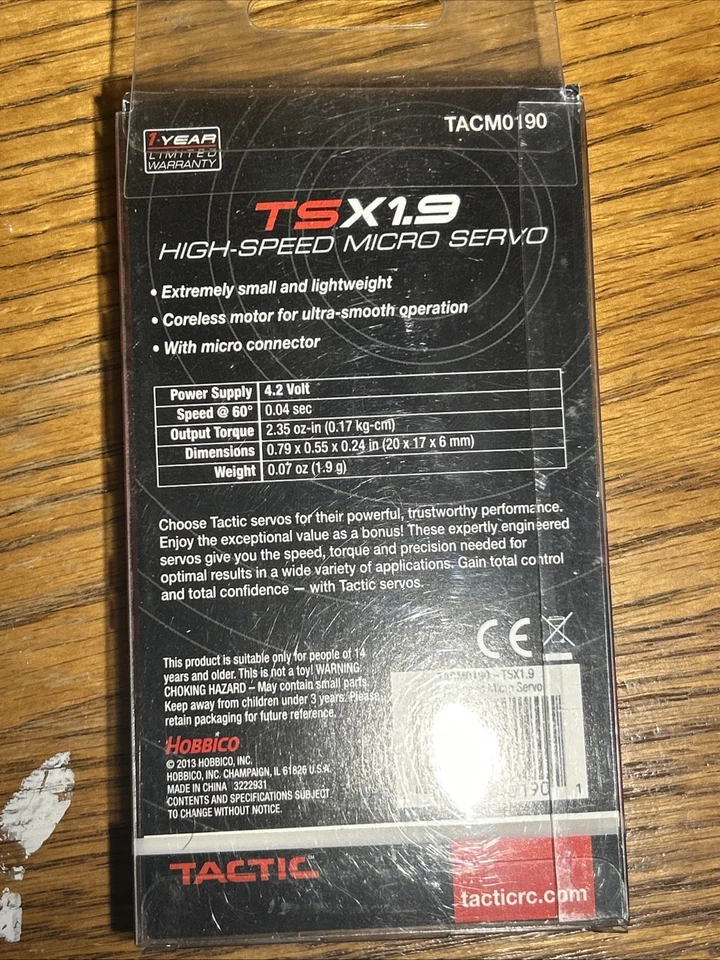 TACM0190
1-YEAR
LIMITED
WARRANTY
TSX1.9
HIGH-SPEED MICRO SERVO
• Extremely small and lightweight
• Coreless motor for ultra-smooth operation
• With micro connector
Power Supply 4.2 Volt
Speed @ 60° 0.04 sec
Output Torque 2.35 oz-in (0.17 kg-cm)
Dimensions 0.79 x 0.55 x 0.24 in (20 x 17 x 6 mm)
Weight 0.07 oz (1.9 g)
Choose Tactic servos for their powerful, trustworthy performance.
Enjoy the exceptional value as a bonus! These expertly engineered
servos give you the speed, torque and precision needed for
optimal results in a wide variety of applications. Gain total control
and total confidence — with Tactic servos.
CE
This product is suitable only for people of 14
years and older. This is not a toy! WARNING:
CHOKING HAZARD – May contain small parts.
Keep away from children under 3 years. Please
retain packaging for future reference.
TACM0190 - TSX1.9
Micro Servo
190 1
HOBBICO
© 2013 HOBBICO, INC.
HOBBICO, INC. CHAMPAIGN, IL 61826 U.S.A.
MADE IN CHINA 3222931
CONTENTS AND SPECIFICATIONS SUBJECT
TO CHANGE WITHOUT NOTICE.
TACTIC
tacticrc.com